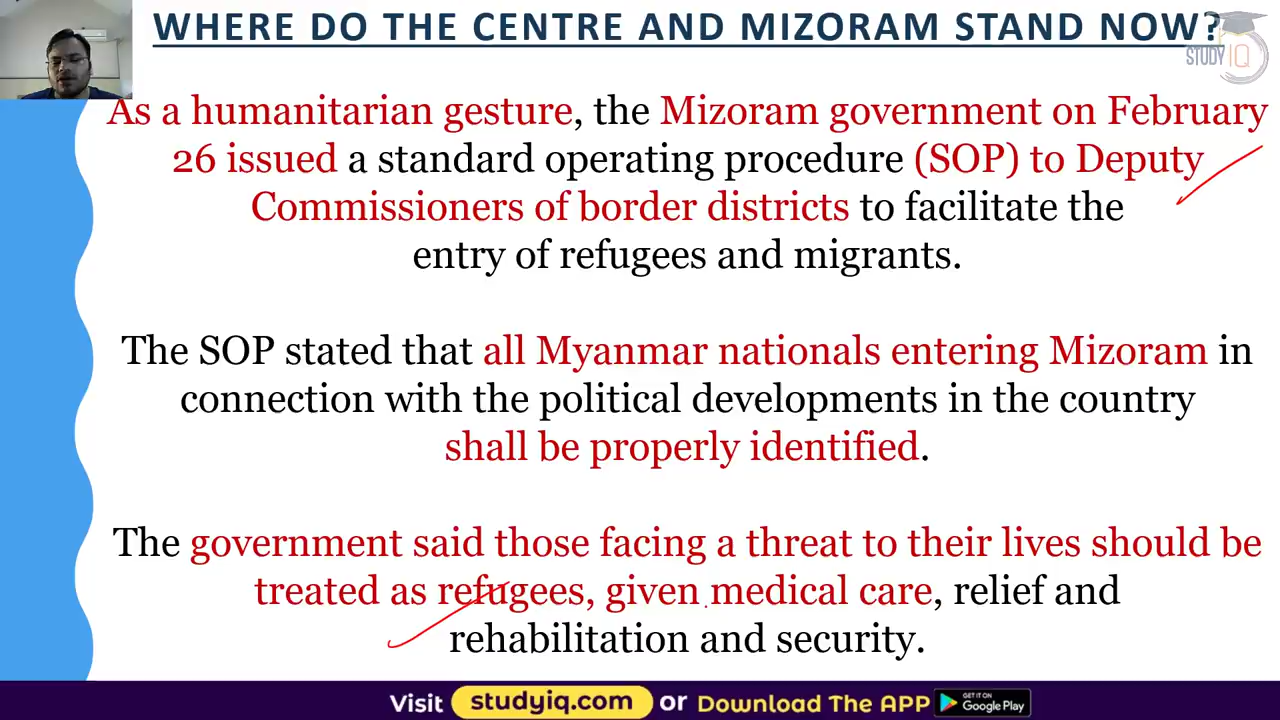 WHERE DO THE CENTRE AND MIZORAM STAND NOW?
STUDY IQ
As a humanitarian gesture, the Mizoram government on February
26 issued a standard operating procedure (SOP) to Deputy
Commissioners of border districts to facilitate the
entry of refugees and migrants.
The SOP stated that all Myanmar nationals entering Mizoram in
connection with the political developments in the country
shall be properly identified.
The government said those facing a threat to their lives should be
treated as refugees, given medical care, relief and
rehabilitation and security.
Visit studyiq.com or Download The APP GET IT ON Google Play